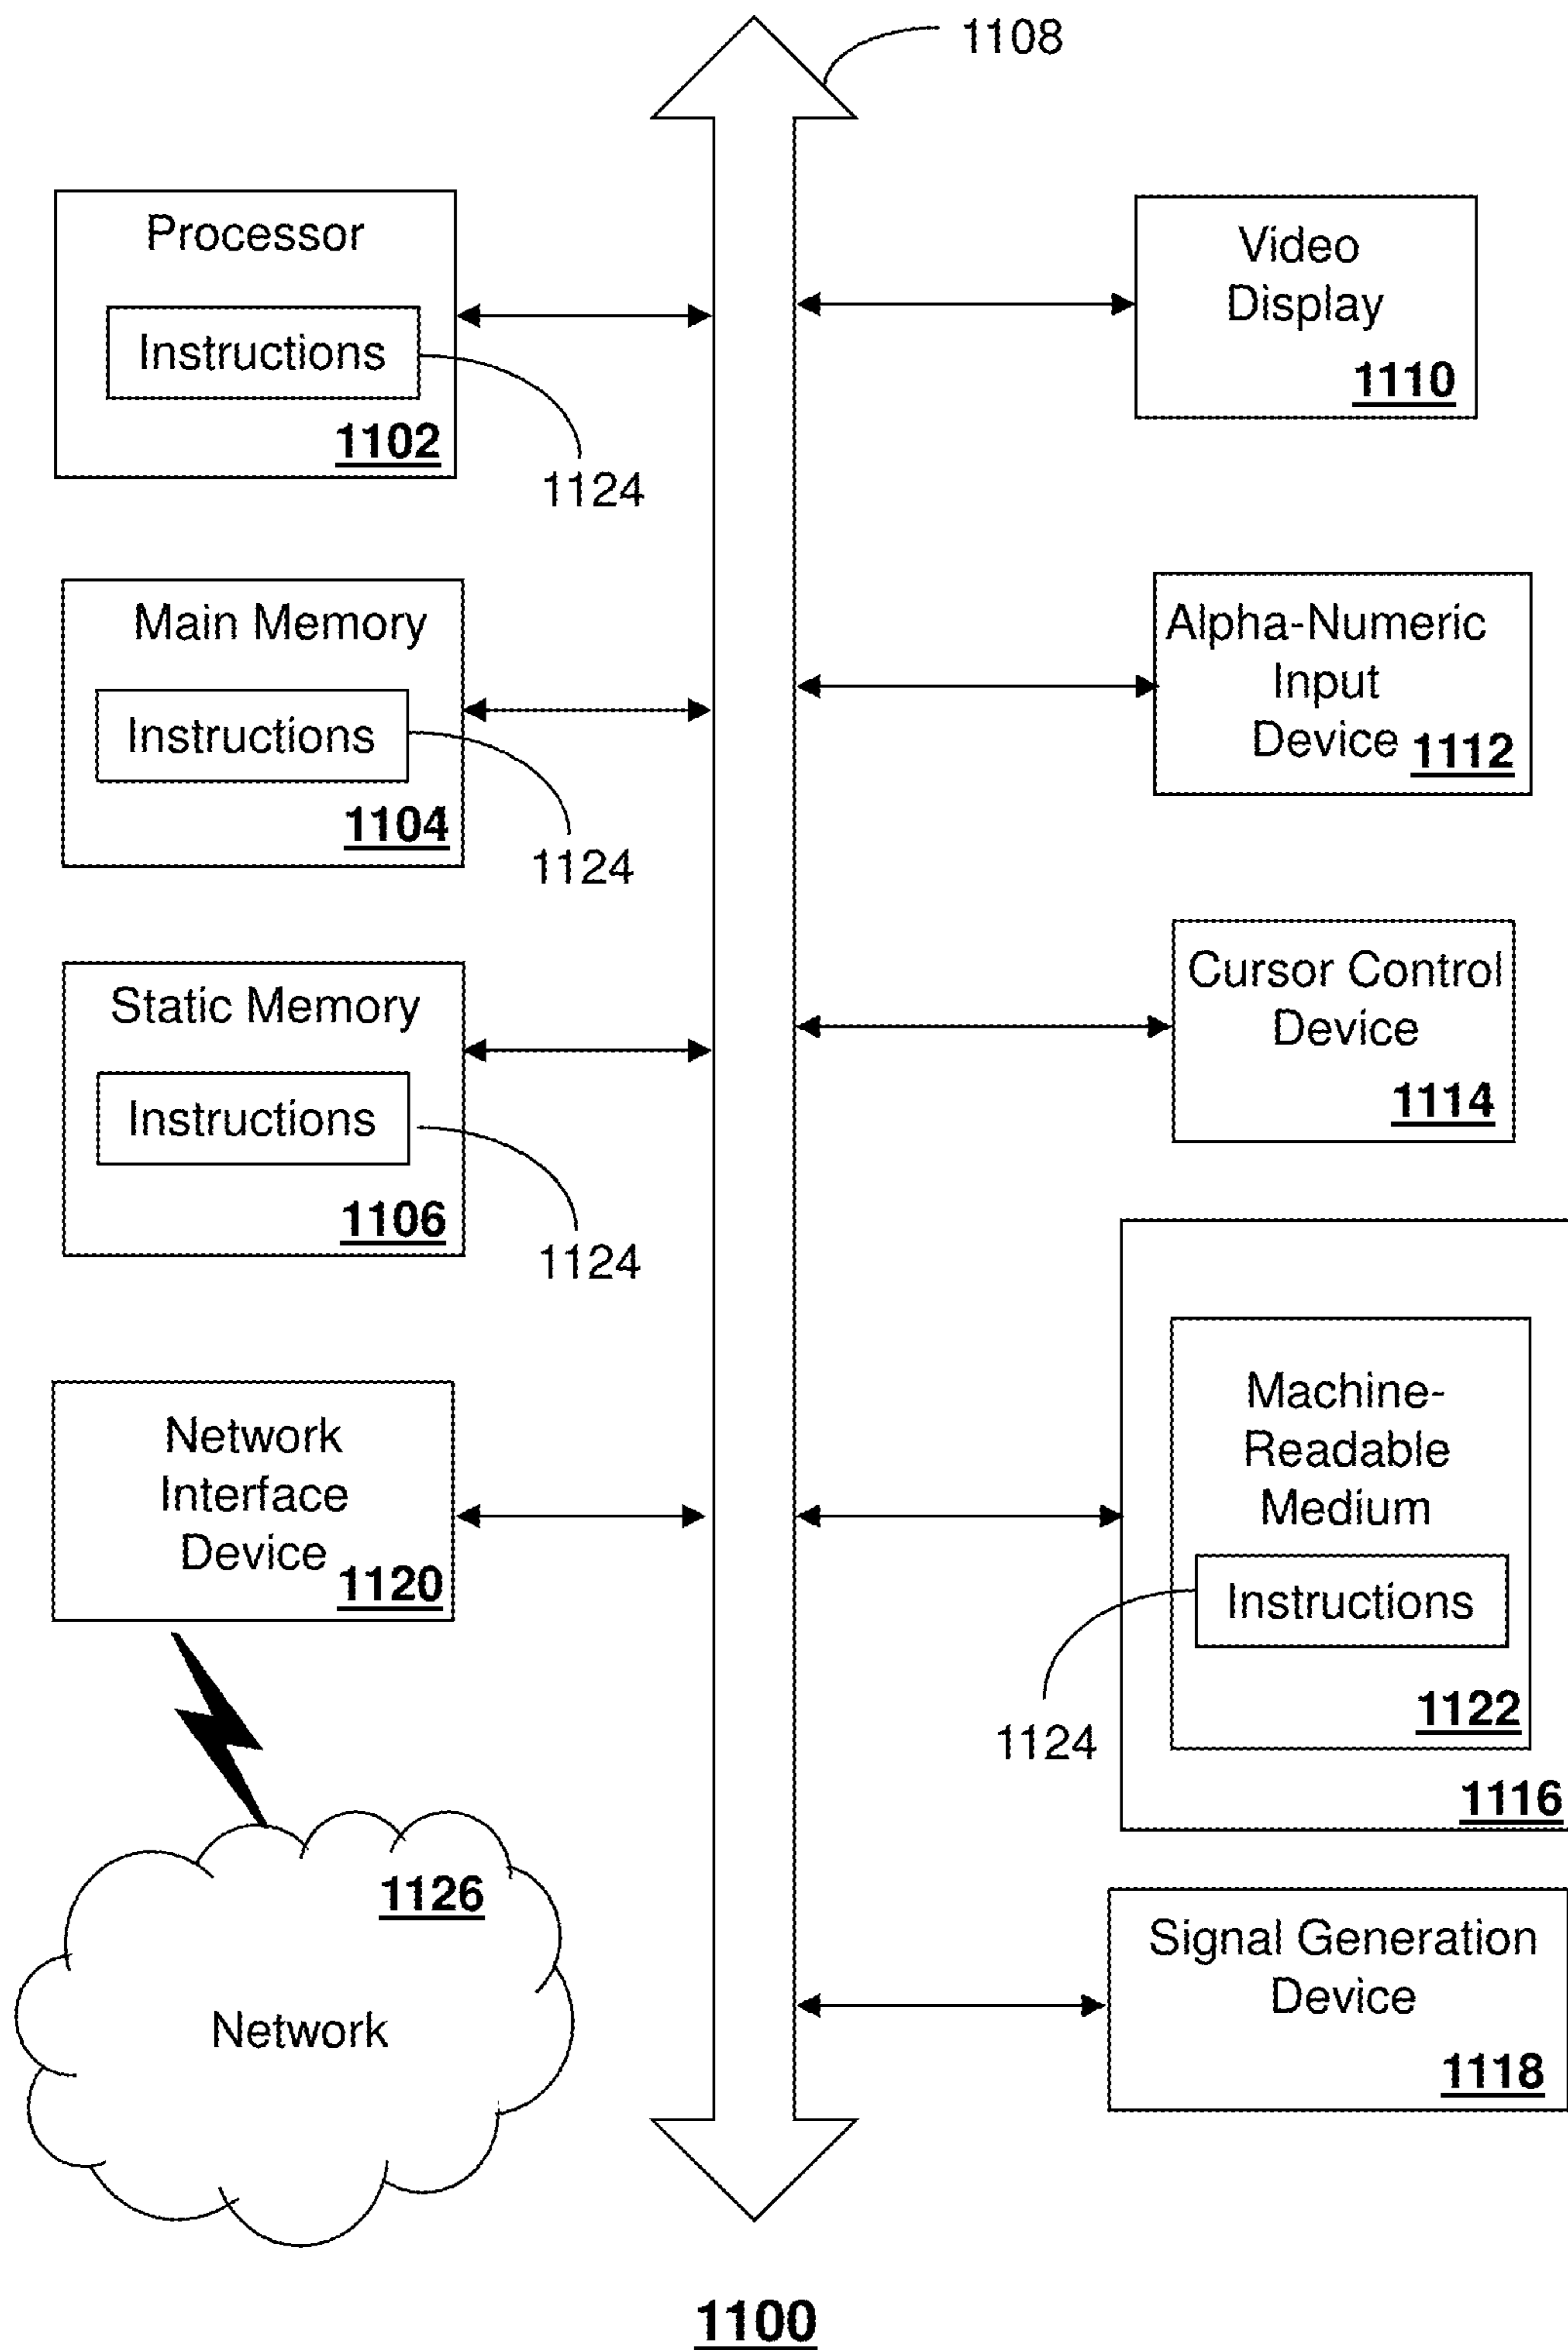 1108
Processor
Instructions
1102
1124
Main Memory
Instructions
1104
1124
Static Memory
Instructions
1106
1124
Network
Interface
Device 1120
1126
Network
Video
Display
1110
Alpha-Numeric
Input
Device 1112
Cursor Control
Device
1114
Machine-
Readable
Medium
Instructions
1124
1122
1116
Signal Generation
Device
1118
1100